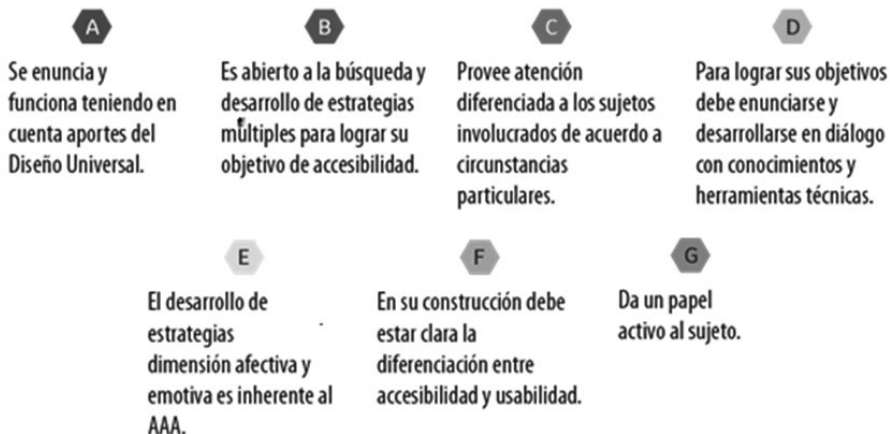 A
Se enuncia y
funciona teniendo en
cuenta aportes del
Diseño Universal.
B
Es abierto a la búsqueda y
desarrollo de estrategias
múltiples para lograr su
objetivo de accesibilidad.
C
Provee atención
diferenciada a los sujetos
involucrados de acuerdo a
circunstancias
particulares.
D
Para lograr sus objetivos
debe enunciarse y
desarrollarse en diálogo
con conocimientos y
herramientas técnicas.
E
El desarrollo de
estrategias
dimensión afectiva y
emotiva es inherente al
AAA.
F
En su construcción debe
estar clara la
diferenciación entre
accesibilidad y usabilidad.
G
Da un papel
activo al sujeto.